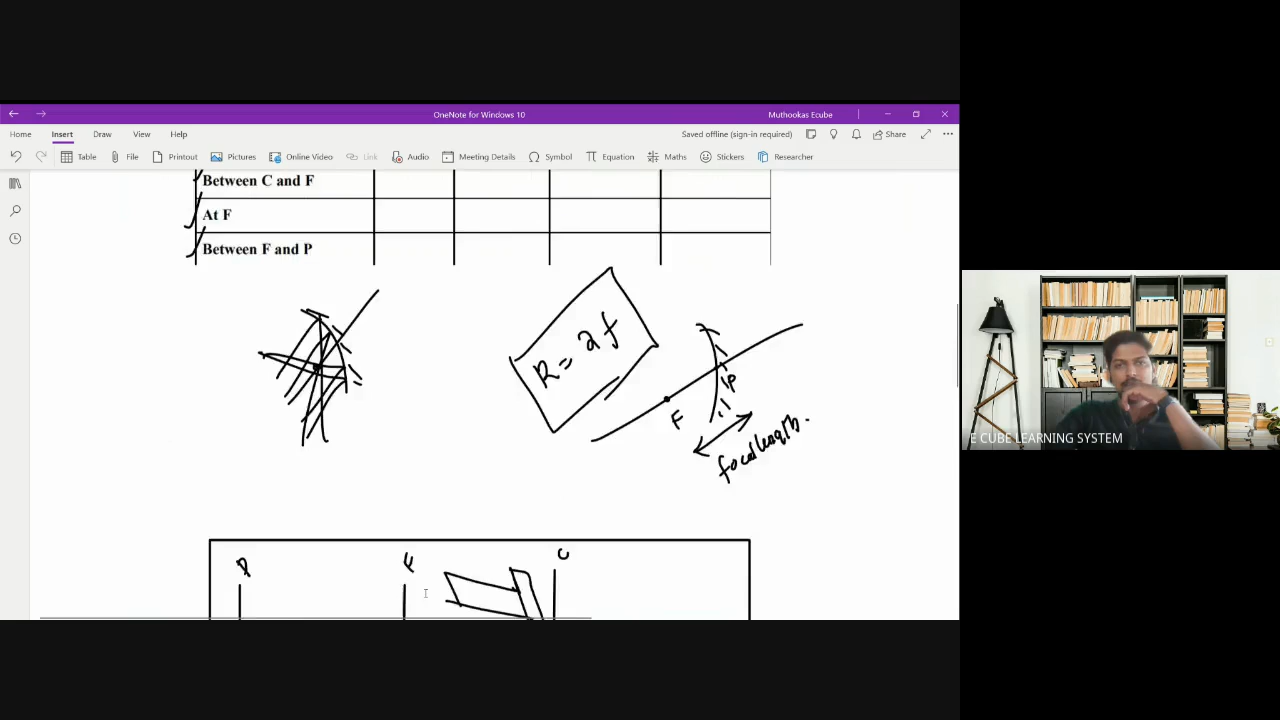 OneNote for Windows 10
Muthookas Ecube
Home Insert Draw View Help
Saved offline (sign-in required) Share
Table File Printout Pictures Online Video Link Audio Meeting Details Symbol Equation Maths Stickers Researcher
Between C and F
At F
Between F and P
R = 2f
P
F
focal length.
P F C
E CUBE LEARNING SYSTEM